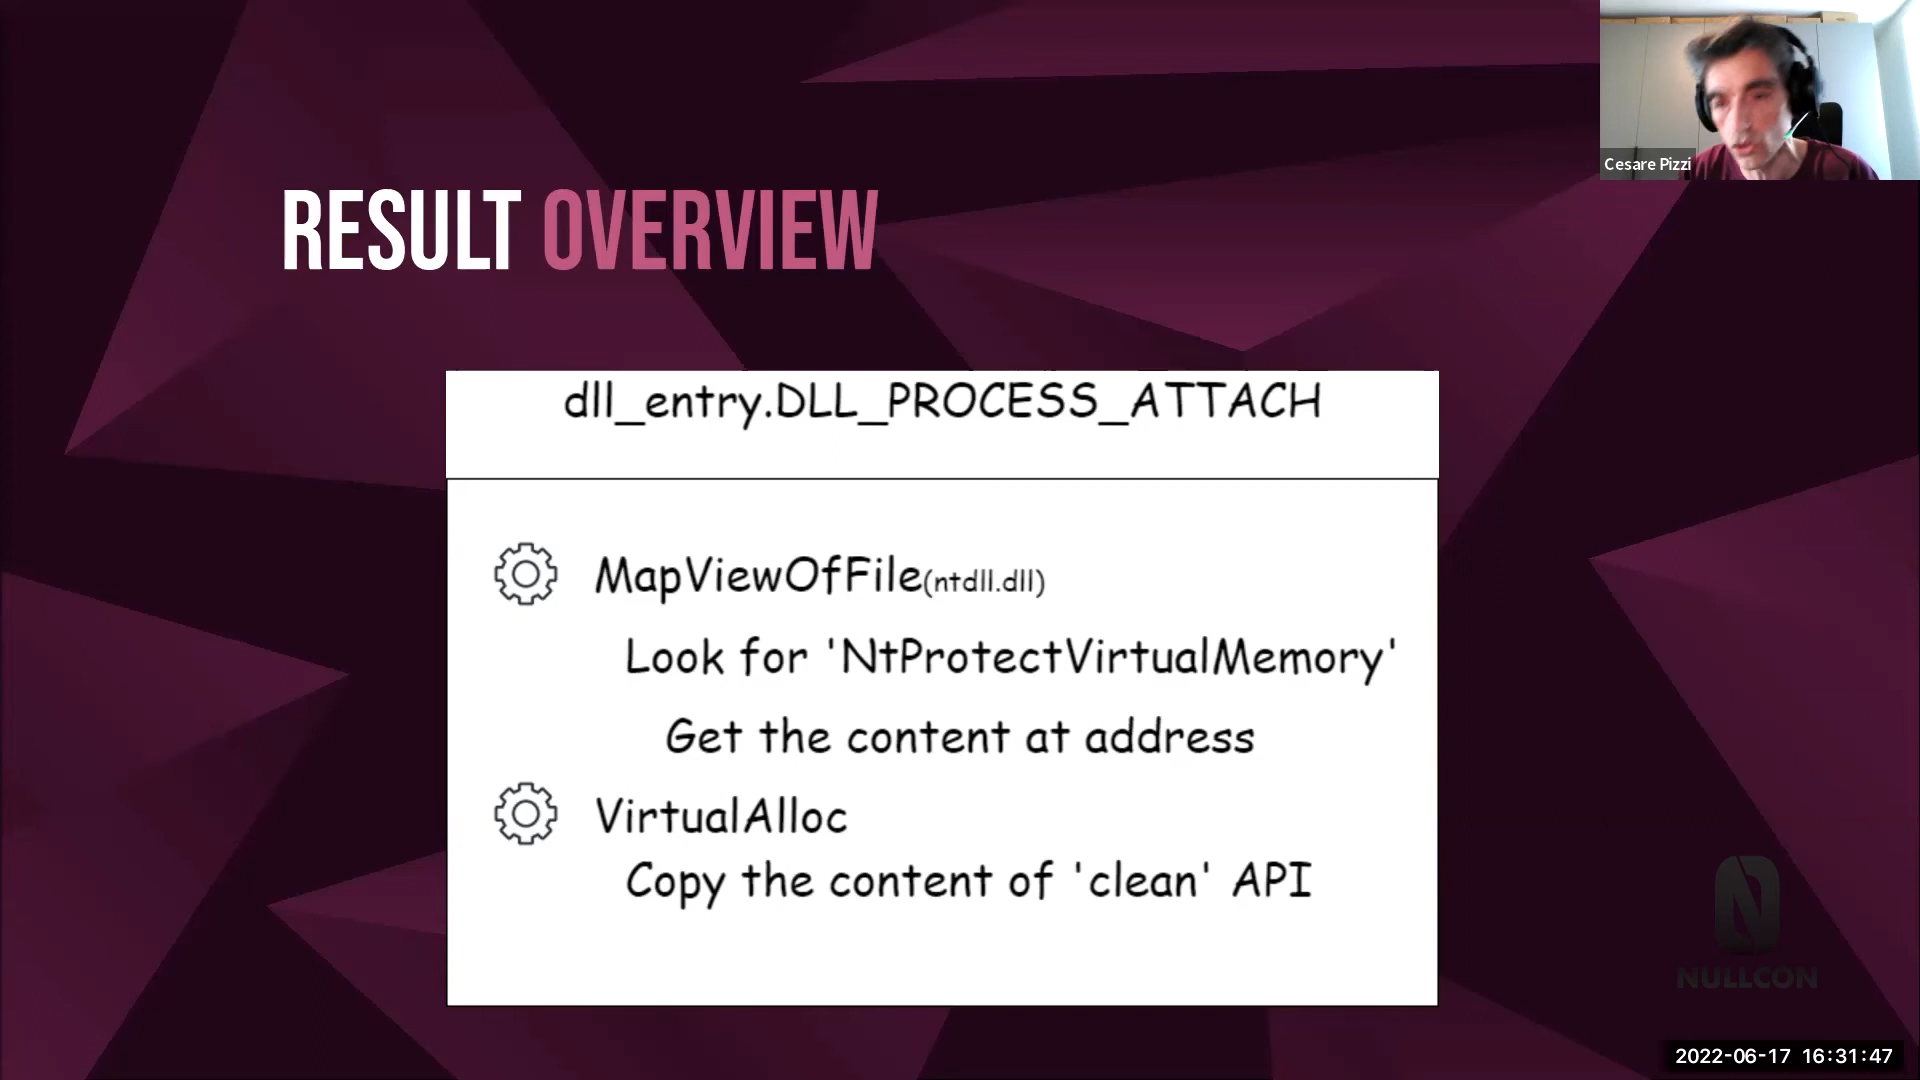 Cesare Pizzi
RESULT OVERVIEW
dll_entry.DLL_PROCESS_ATTACH
MapViewOfFile(ntdll.dll)
Look for 'NtProtectVirtualMemory'
Get the content at address
VirtualAlloc
Copy the content of 'clean' API
NULLCON
2022-06-17 16:31:47